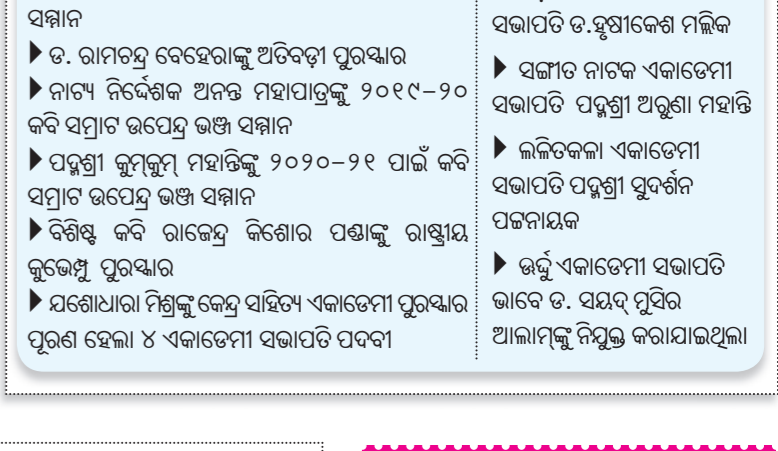 ସମ୍ମାନ
▶ ଡ. ରାମଚନ୍ଦ୍ର ବେହେରାଙ୍କୁ ଅତିବଡ଼ୀ ପୁରସ୍କାର
▶ ନାଟ୍ୟ ନିର୍ଦ୍ଦେଶକ ଅନନ୍ତ ମହାପାତ୍ରଙ୍କୁ ୨୦୧୯-୨୦
କବି ସମ୍ରାଟ ଉପେନ୍ଦ୍ର ଭଞ୍ଜ ସମ୍ମାନ
▶ ପଦ୍ମଶ୍ରୀ କୁମ୍‌କୁମ୍ ମହାନ୍ତିଙ୍କୁ ୨୦୨୦-୨୧ ପାଇଁ କବି
ସମ୍ରାଟ ଉପେନ୍ଦ୍ର ଭଞ୍ଜ ସମ୍ମାନ
▶ ବିଶିଷ୍ଟ କବି ରାଜେନ୍ଦ୍ର କିଶୋର ପଣ୍ଡାଙ୍କୁ ରାଷ୍ଟ୍ରୀୟ
କୁଭେମ୍ପୁ ପୁରସ୍କାର
▶ ଯଶୋଧାରା ମିଶ୍ରଙ୍କୁ କେନ୍ଦ୍ର ସାହିତ୍ୟ ଏକାଡେମୀ ପୁରସ୍କାର
ପୂରଣ ହେଲା ୪ ଏକାଡେମୀ ସଭାପତି ପଦବୀ
ସଭାପତି ଡ.ହୃଷୀକେଶ ମଲ୍ଲିକ
▶ ସଙ୍ଗୀତ ନାଟକ ଏକାଡେମୀ
ସଭାପତି ପଦ୍ମଶ୍ରୀ ଅରୁଣା ମହାନ୍ତି
▶ ଲଳିତକଳା ଏକାଡେମୀ
ସଭାପତି ପଦ୍ମଶ୍ରୀ ସୁଦର୍ଶନ
ପଟ୍ଟନାୟକ
▶ ଊର୍ଦ୍ଦୁ ଏକାଡେମୀ ସଭାପତି
ଭାବେ ଡ. ସୟଦ୍ ମୁସିର
ଆଲାମ୍‌ଙ୍କୁ ନିଯୁକ୍ତ କରାଯାଇଥିଲା